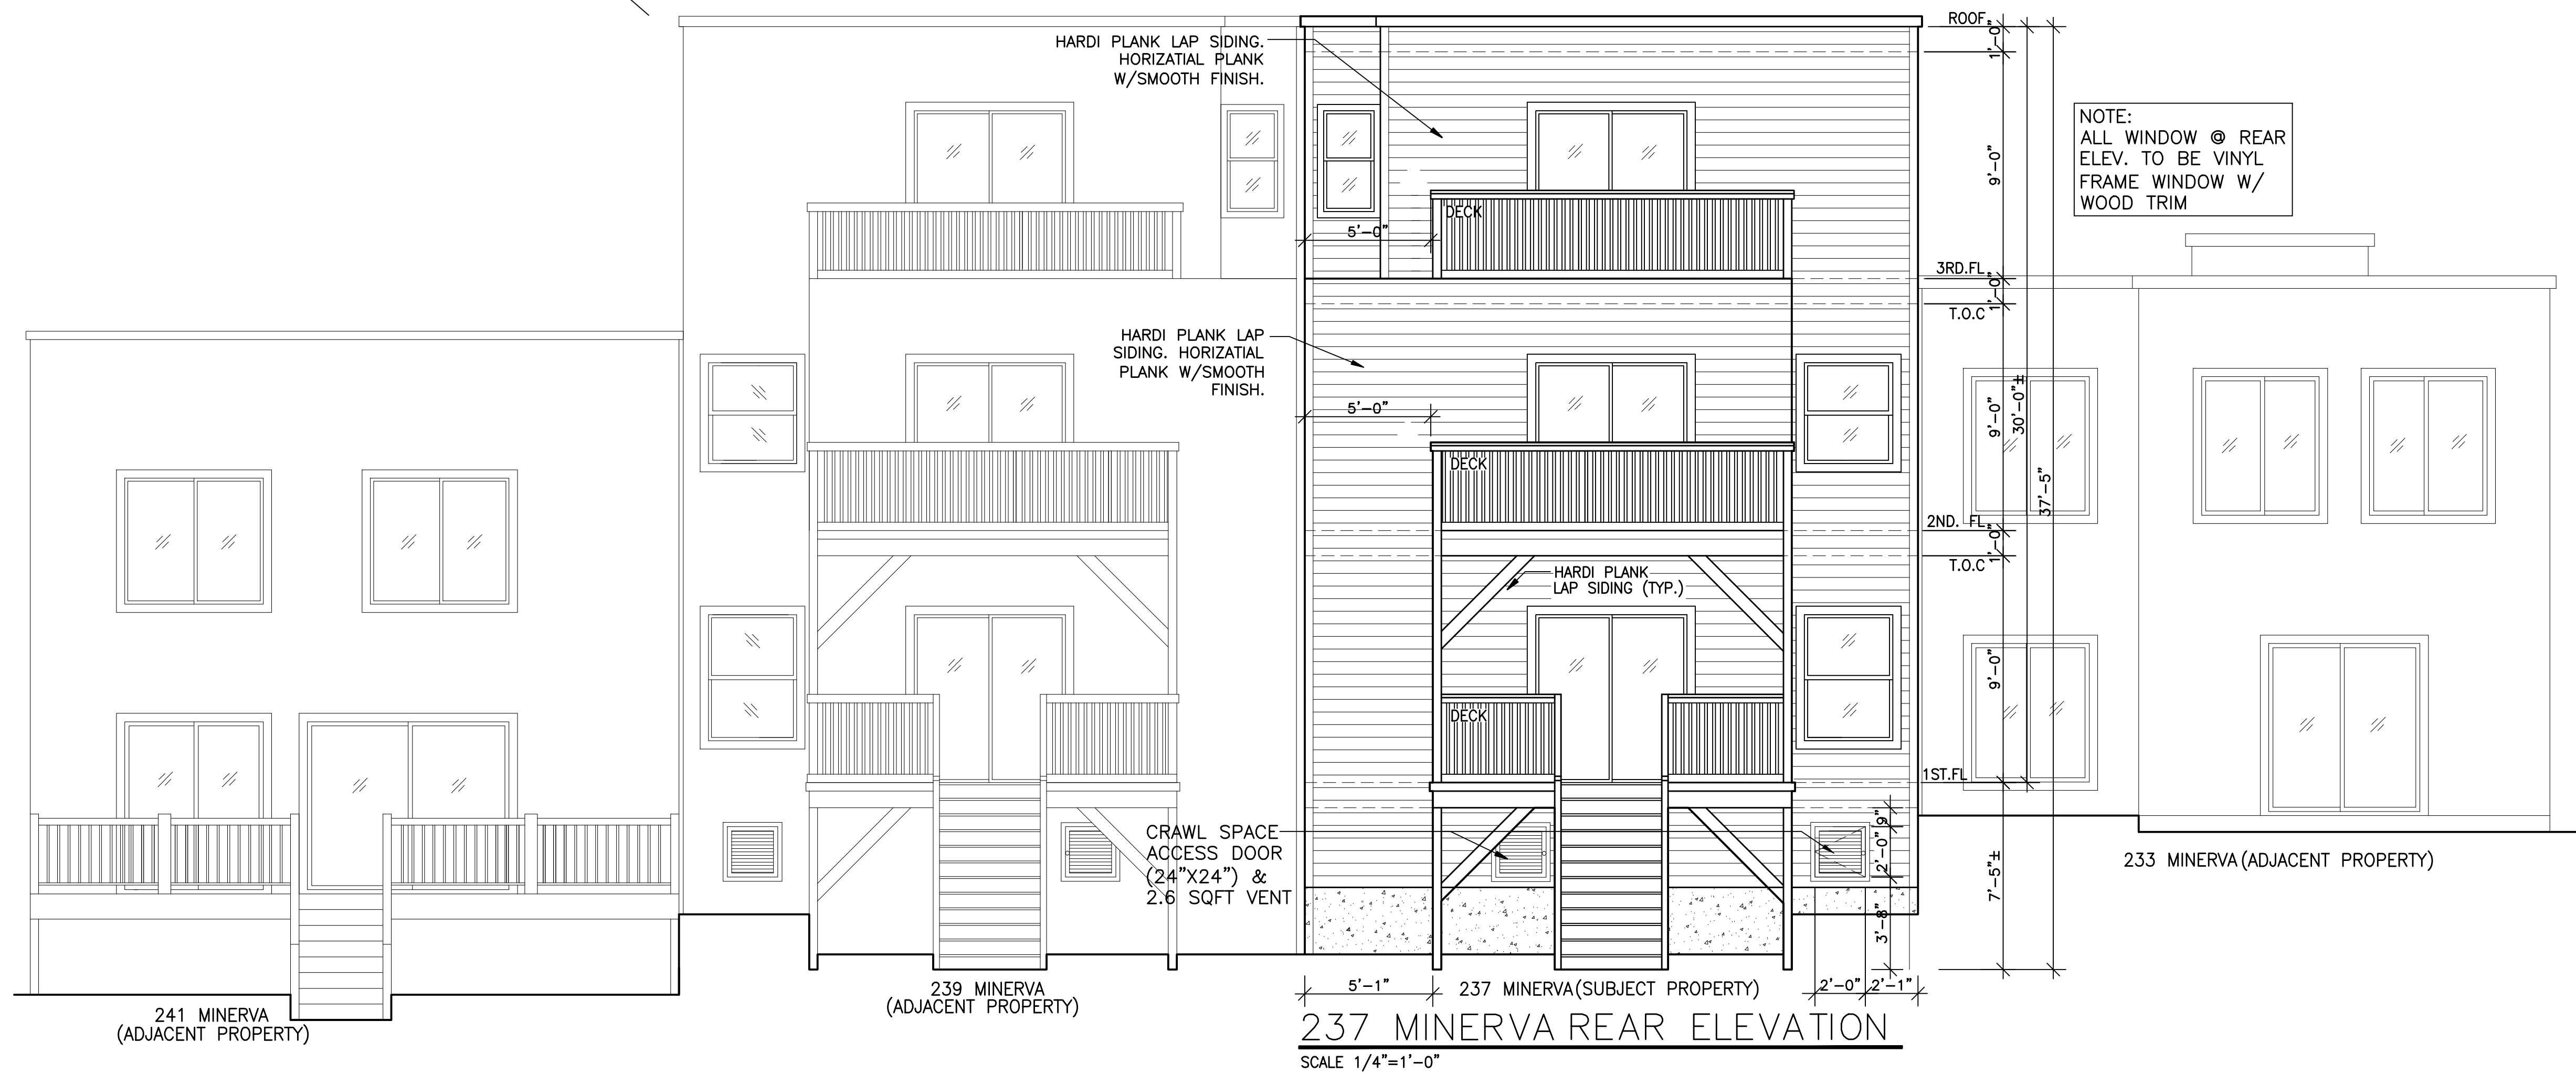 HARDI PLANK LAP SIDING.
HORIZATIAL PLANK
W/SMOOTH FINISH.
ROOF
1'-0"
9'-0"
NOTE:
ALL WINDOW @ REAR
ELEV. TO BE VINYL
FRAME WINDOW W/
WOOD TRIM
DECK
5'-0"
3RD.FL
1'-0"
T.O.C
HARDI PLANK LAP
SIDING. HORIZATIAL
PLANK W/SMOOTH
FINISH.
5'-0"
9'-0"
30'-0"±
37'-5"
DECK
2ND. FL
1'-0"
T.O.C
HARDI PLANK
LAP SIDING (TYP.)
9'-0"
DECK
1ST.FL
CRAWL SPACE
ACCESS DOOR
(24"X24") &
2.6 SQFT VENT
9"
2'-0"
7'-5"±
3'-8"
233 MINERVA(ADJACENT PROPERTY)
241 MINERVA
(ADJACENT PROPERTY)
239 MINERVA
(ADJACENT PROPERTY)
5'-1"
237 MINERVA(SUBJECT PROPERTY)
2'-0"
2'-1"
237 MINERVA REAR ELEVATION
SCALE 1/4"=1'-0"